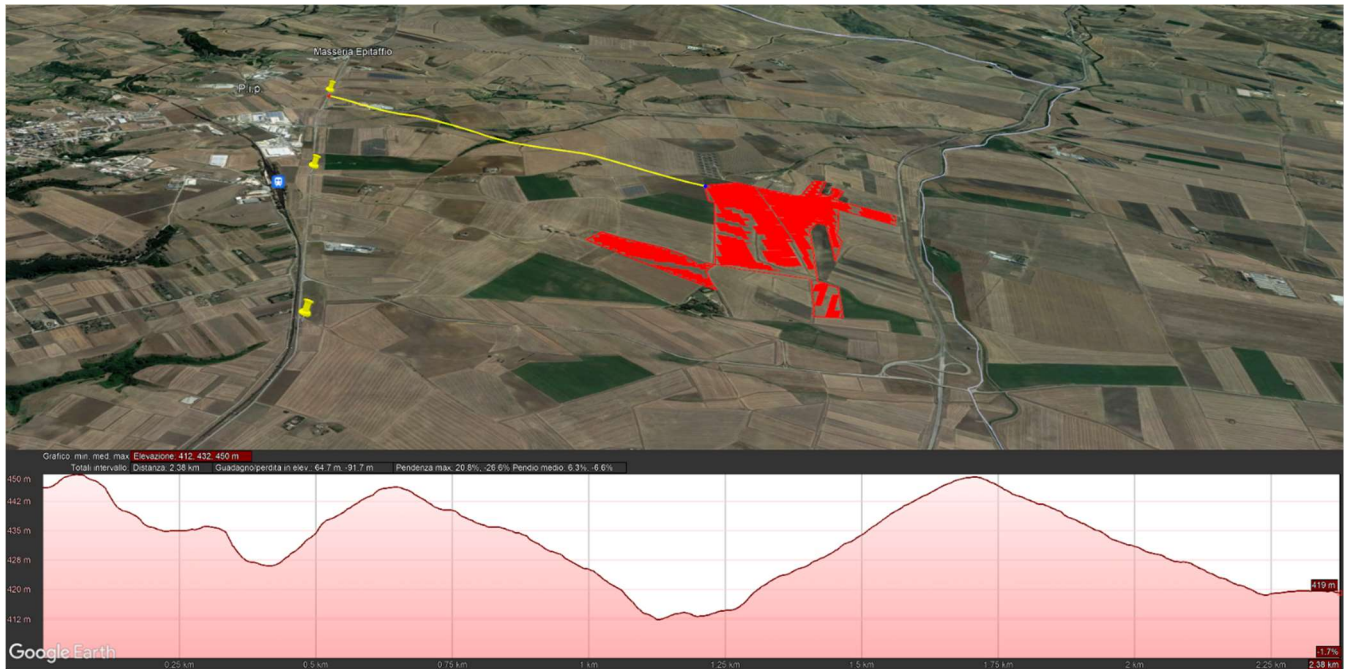 Masseria Epitaffio
P.i.p.
Grafico: min, med, max Elevazione: 412, 432, 450 m
Totali intervallo: Distanza: 2.38 km Guadagno/perdita in elev.: 64.7 m, -91.7 m Pendenza max: 20.8%, -26.6% Pendio medio: 6.3%, -6.6%
450 m
442 m
435 m
428 m
420 m
419 m
412 m
-1.7%
Google Earth
0.25 km 0.5 km 0.75 km 1 km 1.25 km 1.5 km 1.75 km 2 km 2.25 km 2.38 km